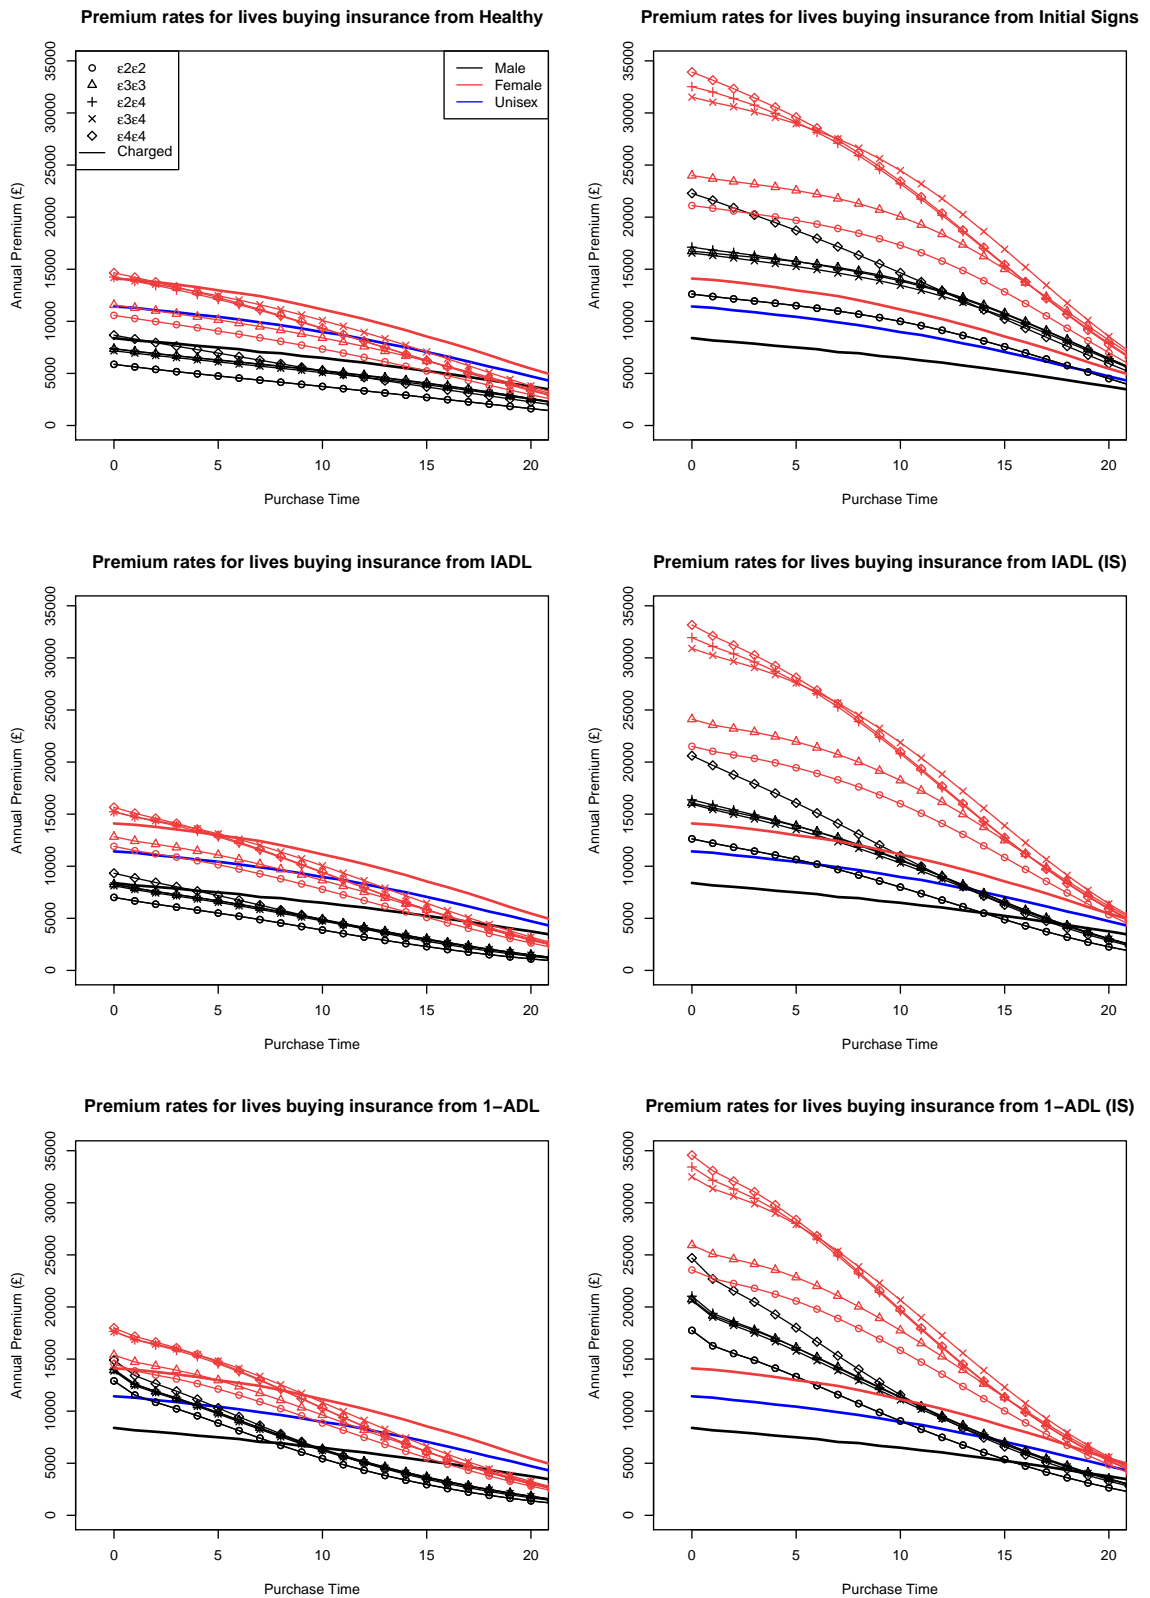 Premium rates for lives buying insurance from Healthy
Annual Premium (£)
35000
30000
25000
20000
15000
10000
5000
0
ε2ε2
ε3ε3
ε2ε4
ε3ε4
ε4ε4
Charged
Male
Female
Unisex
0 5 10 15 20
Purchase Time
Premium rates for lives buying insurance from Initial Signs
Annual Premium (£)
35000
30000
25000
20000
15000
10000
5000
0
0 5 10 15 20
Purchase Time
Premium rates for lives buying insurance from IADL
Annual Premium (£)
35000
30000
25000
20000
15000
10000
5000
0
0 5 10 15 20
Purchase Time
Premium rates for lives buying insurance from IADL (IS)
Annual Premium (£)
35000
30000
25000
20000
15000
10000
5000
0
0 5 10 15 20
Purchase Time
Premium rates for lives buying insurance from 1−ADL
Annual Premium (£)
35000
30000
25000
20000
15000
10000
5000
0
0 5 10 15 20
Purchase Time
Premium rates for lives buying insurance from 1−ADL (IS)
Annual Premium (£)
35000
30000
25000
20000
15000
10000
5000
0
0 5 10 15 20
Purchase Time